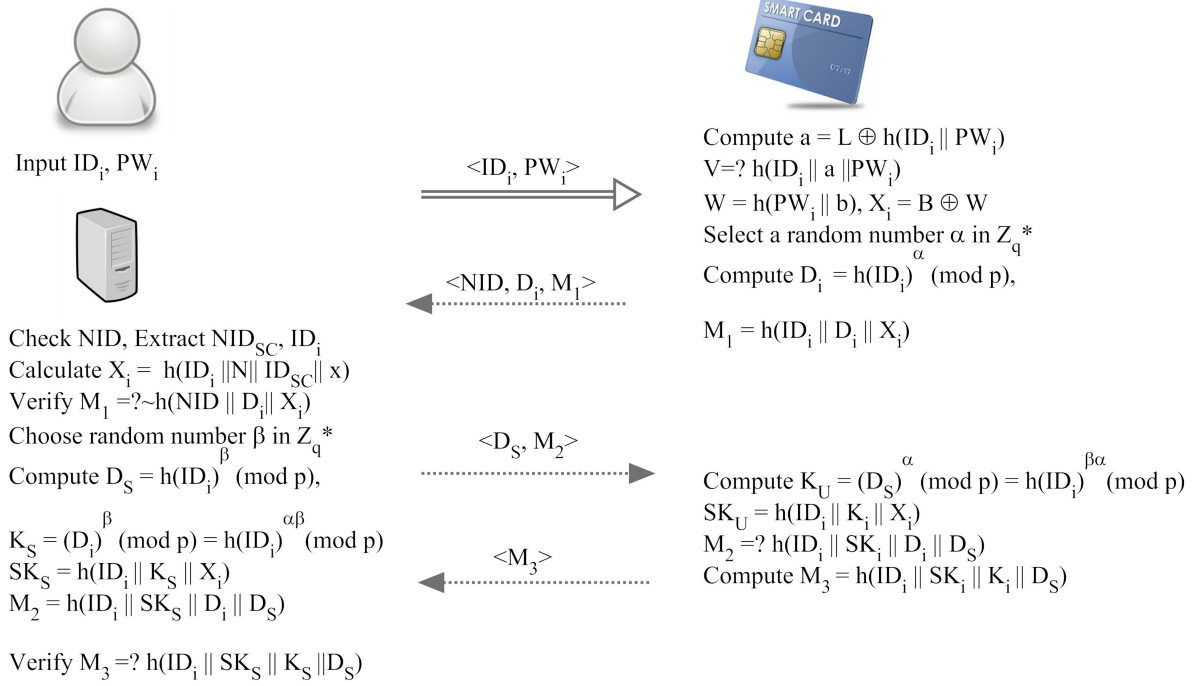 SMART CARD
07/17
Input ID_i, PW_i
<ID_i, PW_i>
Compute a = L ⊕ h(ID_i || PW_i)
V=? h(ID_i || a ||PW_i)
W = h(PW_i || b), X_i = B ⊕ W
Select a random number α in Z_q*
Compute D_i = h(ID_i)^α (mod p),
M_1 = h(ID_i || D_i || X_i)
<NID, D_i, M_1>
Check NID, Extract NID_SC, ID_i
Calculate X_i = h(ID_i ||N|| ID_SC|| x)
Verify M_1 =?~h(NID || D_i|| X_i)
Choose random number β in Z_q*
Compute D_S = h(ID_i)^β (mod p),
K_S = (D_i)^β (mod p) = h(ID_i)^αβ (mod p)
SK_S = h(ID_i || K_S || X_i)
M_2 = h(ID_i || SK_S || D_i || D_S)
<D_S, M_2>
Compute K_U = (D_S)^α (mod p) = h(ID_i)^βα (mod p)
SK_U = h(ID_i || K_i || X_i)
M_2 =? h(ID_i || SK_i || D_i || D_S)
Compute M_3 = h(ID_i || SK_i || K_i || D_S)
<M_3>
Verify M_3 =? h(ID_i || SK_S || K_S ||D_S)